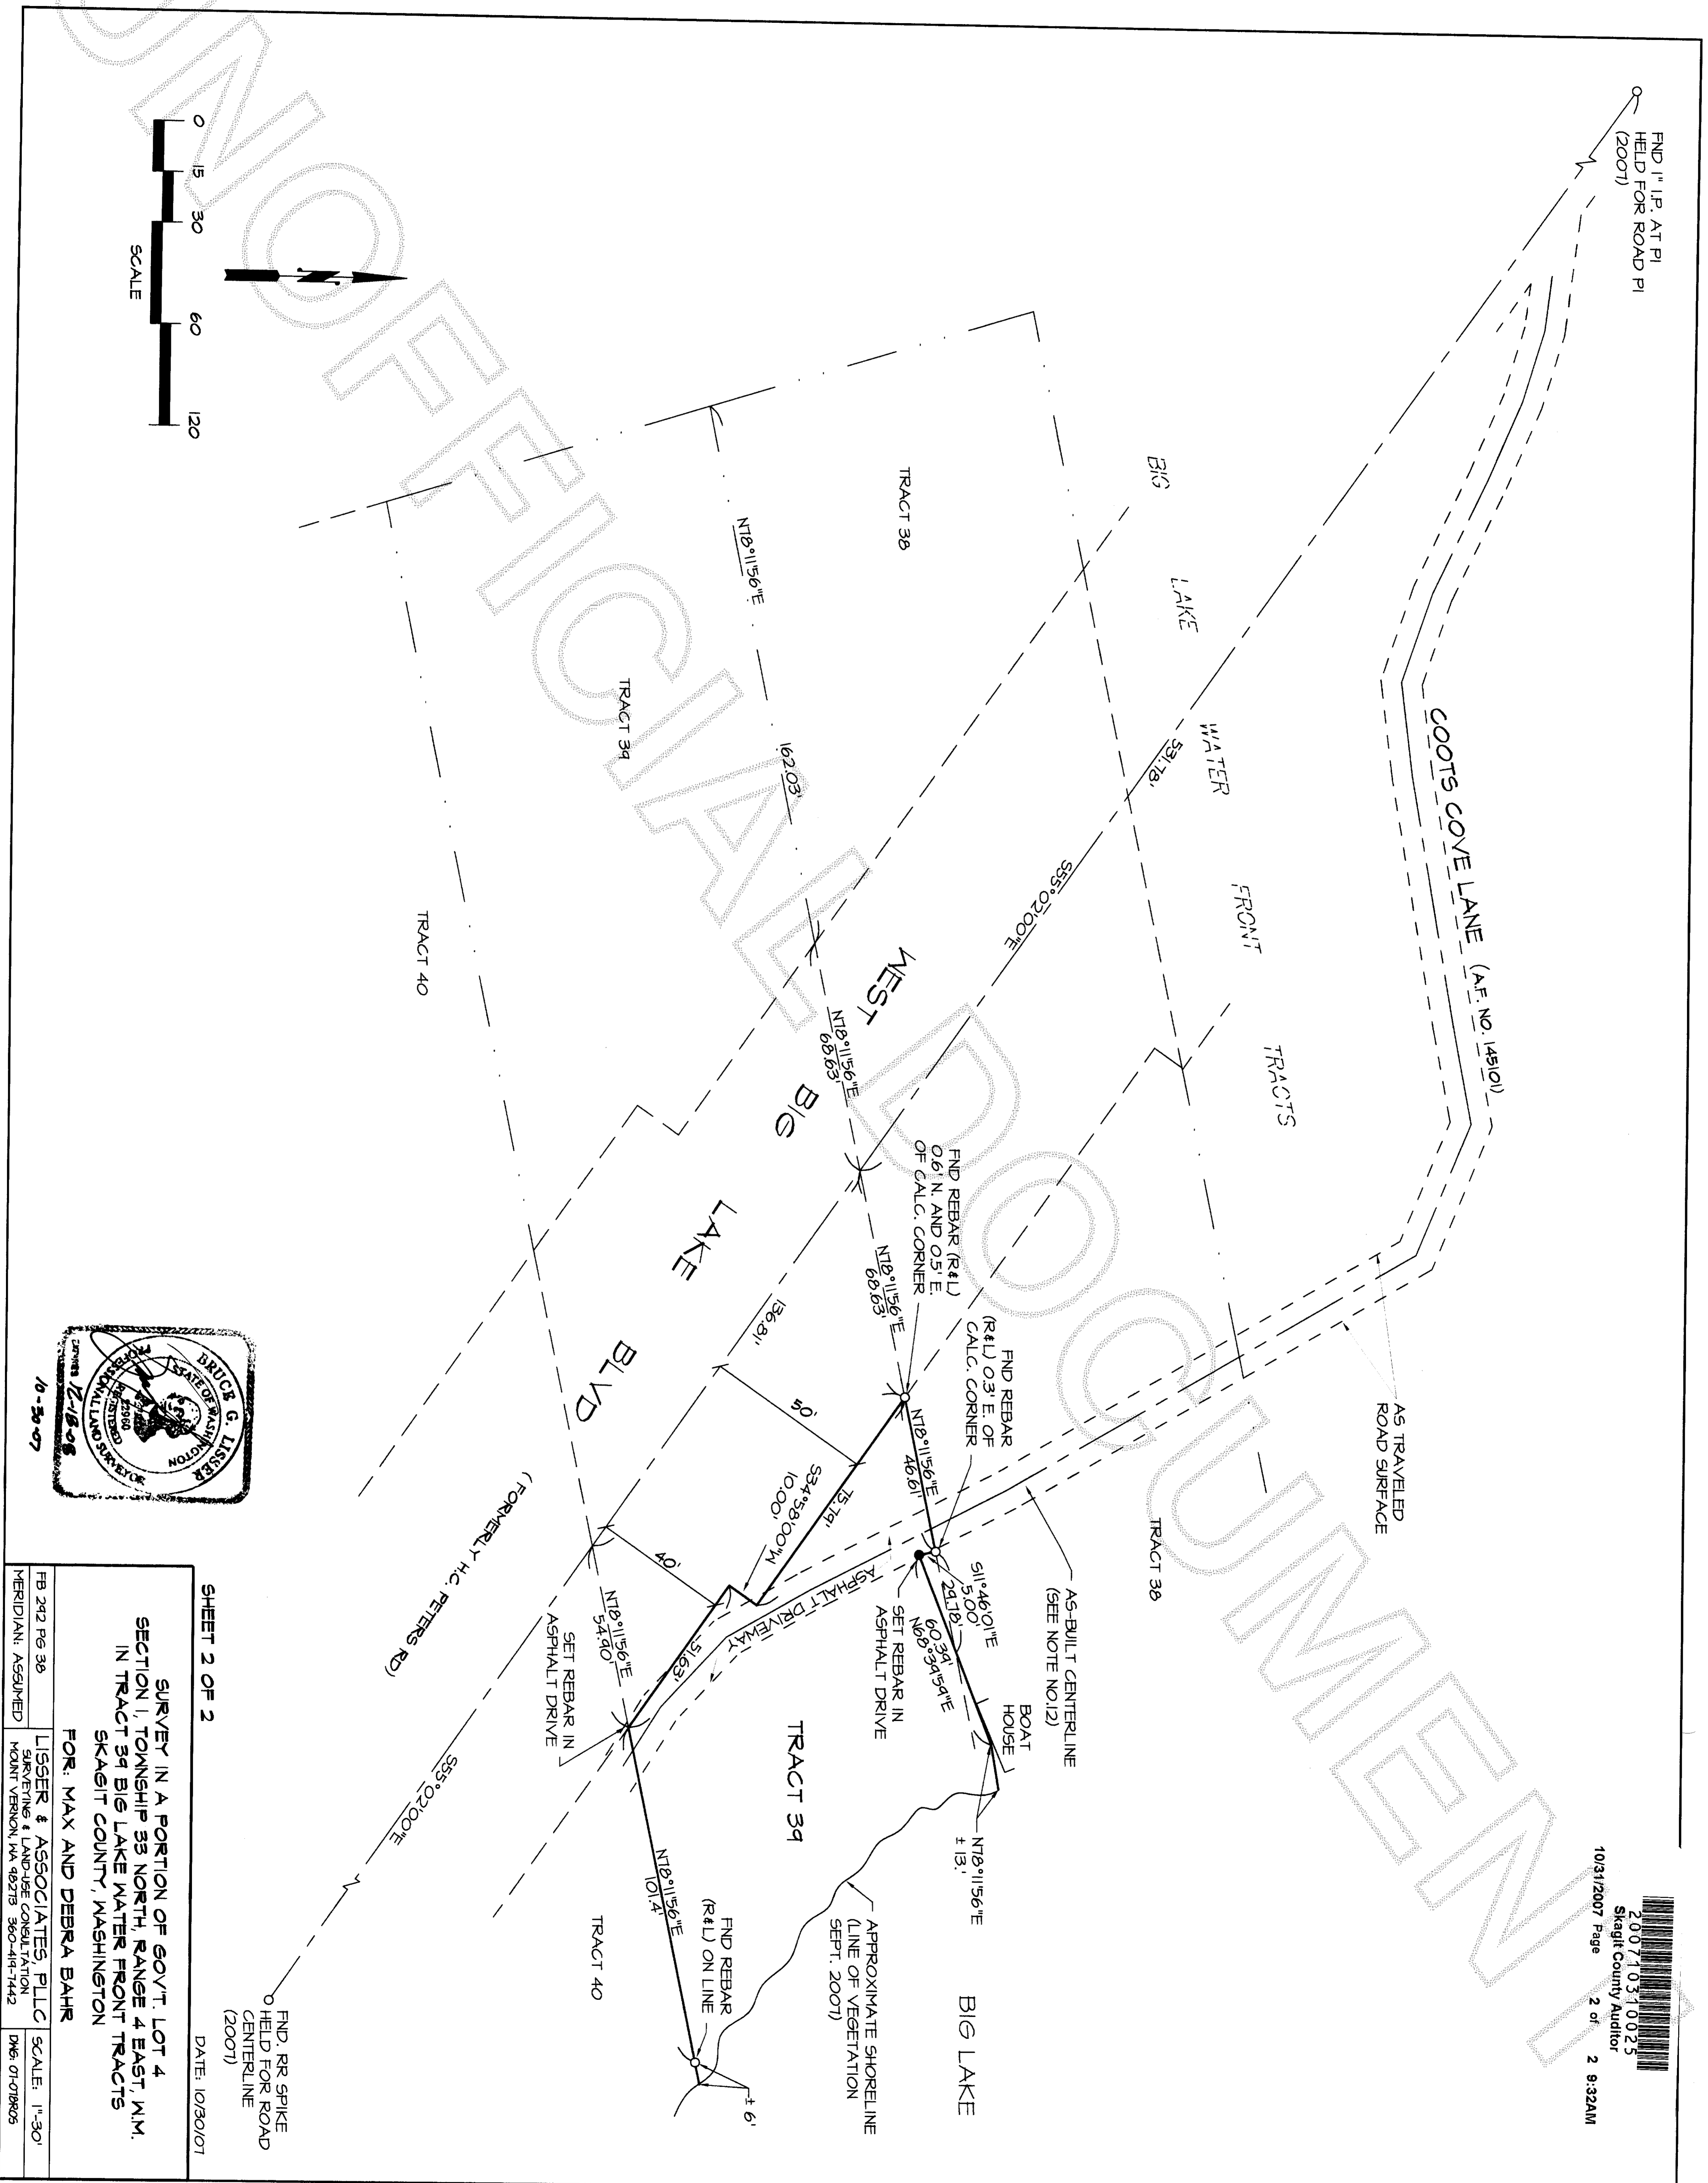 UNOFFICIAL DOCUMENT
200710310025
Skagit County Auditor
10/31/2007 Page 2 of 2 9:32AM
FND 1" I.P. AT PI
HELD FOR ROAD PI
(2007)
COOTS COVE LANE (A.F. NO. 145101)
AS TRAVELED
ROAD SURFACE
BIG LAKE WATER FRONT TRACTS
531.78'
S55°02'00"E
TRACT 38
N78°11'56"E
162.03'
TRACT 39
TRACT 40
WEST BIG LAKE BLVD
(FORMERLY H.C. PETERS RD)
N78°11'56"E
68.63'
N78°11'56"E
68.63'
FND REBAR (R&L)
0.6' N. AND 0.5' E.
OF CALC. CORNER
FND REBAR
(R&L) 0.3' E. OF
CALC. CORNER
N78°11'56"E
46.61'
136.81'
50'
75.79'
S34°58'00"W
10.00'
40'
51.63'
ASPHALT DRIVEWAY
N78°11'56"E
54.90'
SET REBAR IN
ASPHALT DRIVE
TRACT 38
AS-BUILT CENTERLINE
(SEE NOTE NO.12)
S11°46'01"E
5.00'
29.78'
60.39'
N68°39'59"E
SET REBAR IN
ASPHALT DRIVE
BOAT
HOUSE
N78°11'56"E
± 13.'
TRACT 39
BIG LAKE
APPROXIMATE SHORELINE
(LINE OF VEGETATION
SEPT. 2007)
N78°11'56"E
101.4'
FND REBAR
(R&L) ON LINE
± 6'
TRACT 40
S55°02'00"E
FND. RR SPIKE
HELD FOR ROAD
CENTERLINE
(2007)
0 15 30 60 120
SCALE
N
BRUCE G. LISSER
STATE OF WASHINGTON
REGISTERED
22960
PROFESSIONAL LAND SURVEYOR
EXPIRES 12-18-08
10-30-07
SHEET 2 OF 2
DATE: 10/30/07
SURVEY IN A PORTION OF GOV'T. LOT 4
SECTION 1, TOWNSHIP 33 NORTH, RANGE 4 EAST, W.M.
IN TRACT 39 BIG LAKE WATER FRONT TRACTS
SKAGIT COUNTY, WASHINGTON
FOR: MAX AND DEBRA BAHR
FB 292 PG 38
MERIDIAN: ASSUMED
LISSER & ASSOCIATES, PLLC
SURVEYING & LAND-USE CONSULTATION
MOUNT VERNON, WA 98273 360-419-7442
SCALE: 1"=30'
DWG: 07-078ROS